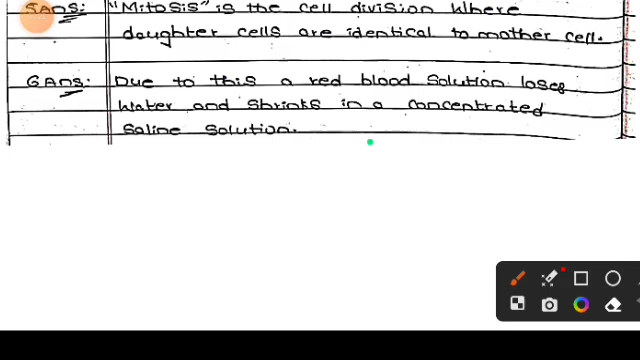 5Ans: "Mitosis" is the cell division where
daughter cells are identical to mother cell.
6Ans: Due to this a red blood solution loses
water and shrinks in a concentrated
saline solution.